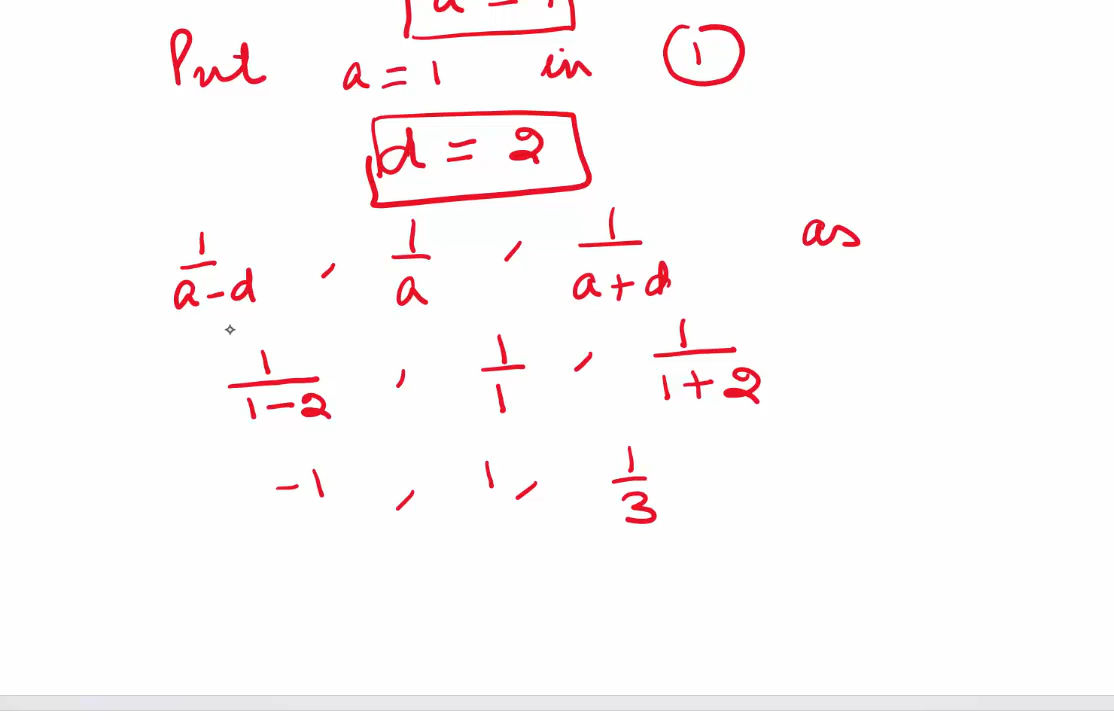 a = 1
Put a = 1 in ①
d = 2
1/(a-d) , 1/a , 1/(a+d) as
1/(1-2) , 1/1 , 1/(1+2)
-1 , 1 , 1/3